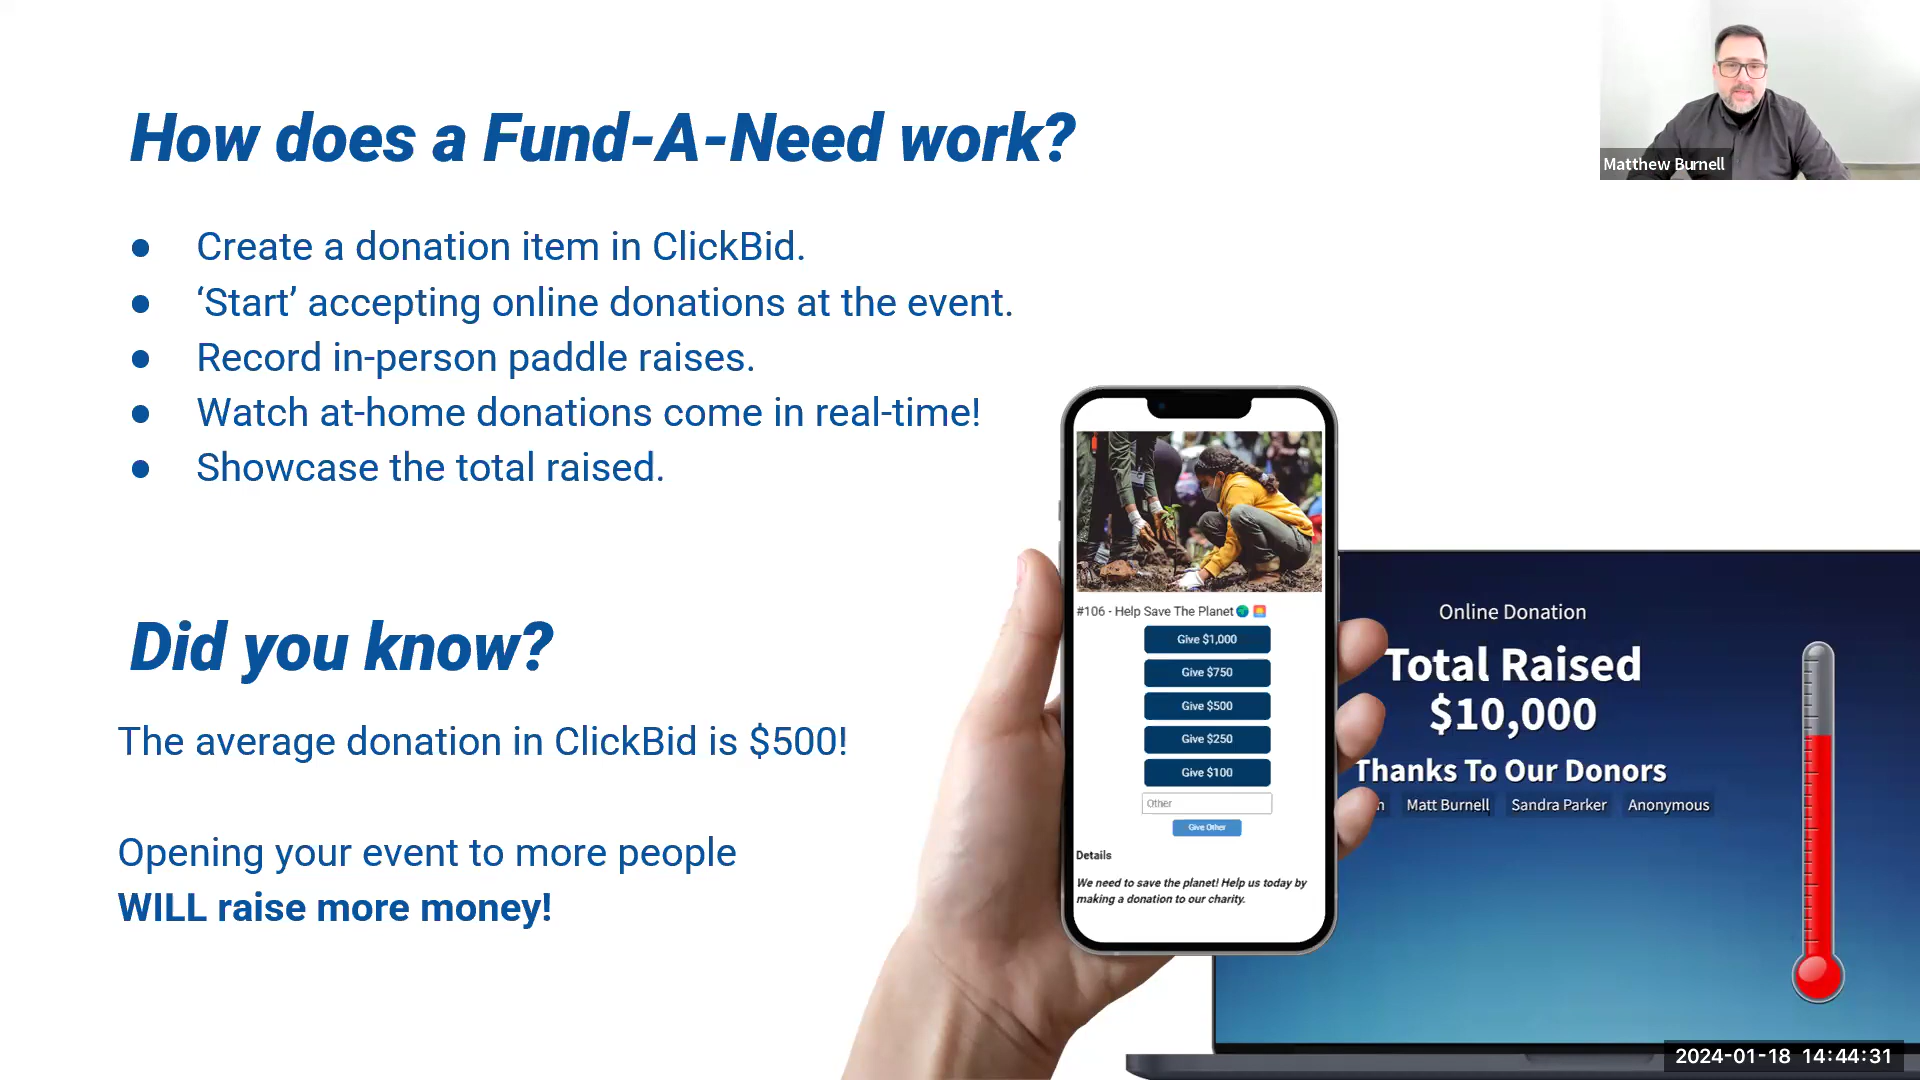 How does a Fund-A-Need work?
● Create a donation item in ClickBid.
● ‘Start’ accepting online donations at the event.
● Record in-person paddle raises.
● Watch at-home donations come in real-time!
● Showcase the total raised.
Did you know?
The average donation in ClickBid is $500!
Opening your event to more people
WILL raise more money!
Matthew Burnell
#106 - Help Save The Planet
Give $1,000
Give $750
Give $500
Give $250
Give $100
Other
Give Other
Details
We need to save the planet! Help us today by
making a donation to our charity.
Online Donation
Total Raised
$10,000
Thanks To Our Donors
Matt Burnell Sandra Parker Anonymous
2024-01-18 14:44:31